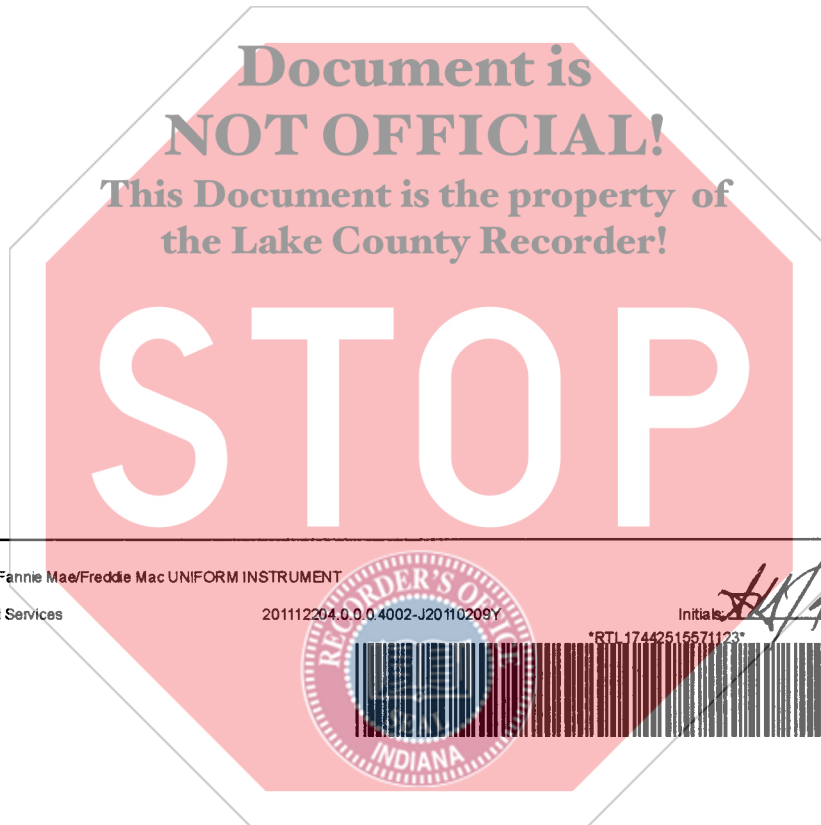 Document is
NOT OFFICIAL!
This Document is the property of
the Lake County Recorder!
STOP
Fannie Mae/Freddie Mac UNIFORM INSTRUMENT
Services
201112204.0.0.0.4002-J20110209Y
Initials:
*RTL17442515571123*
RECORDER'S OFFICE
SEAL
INDIANA